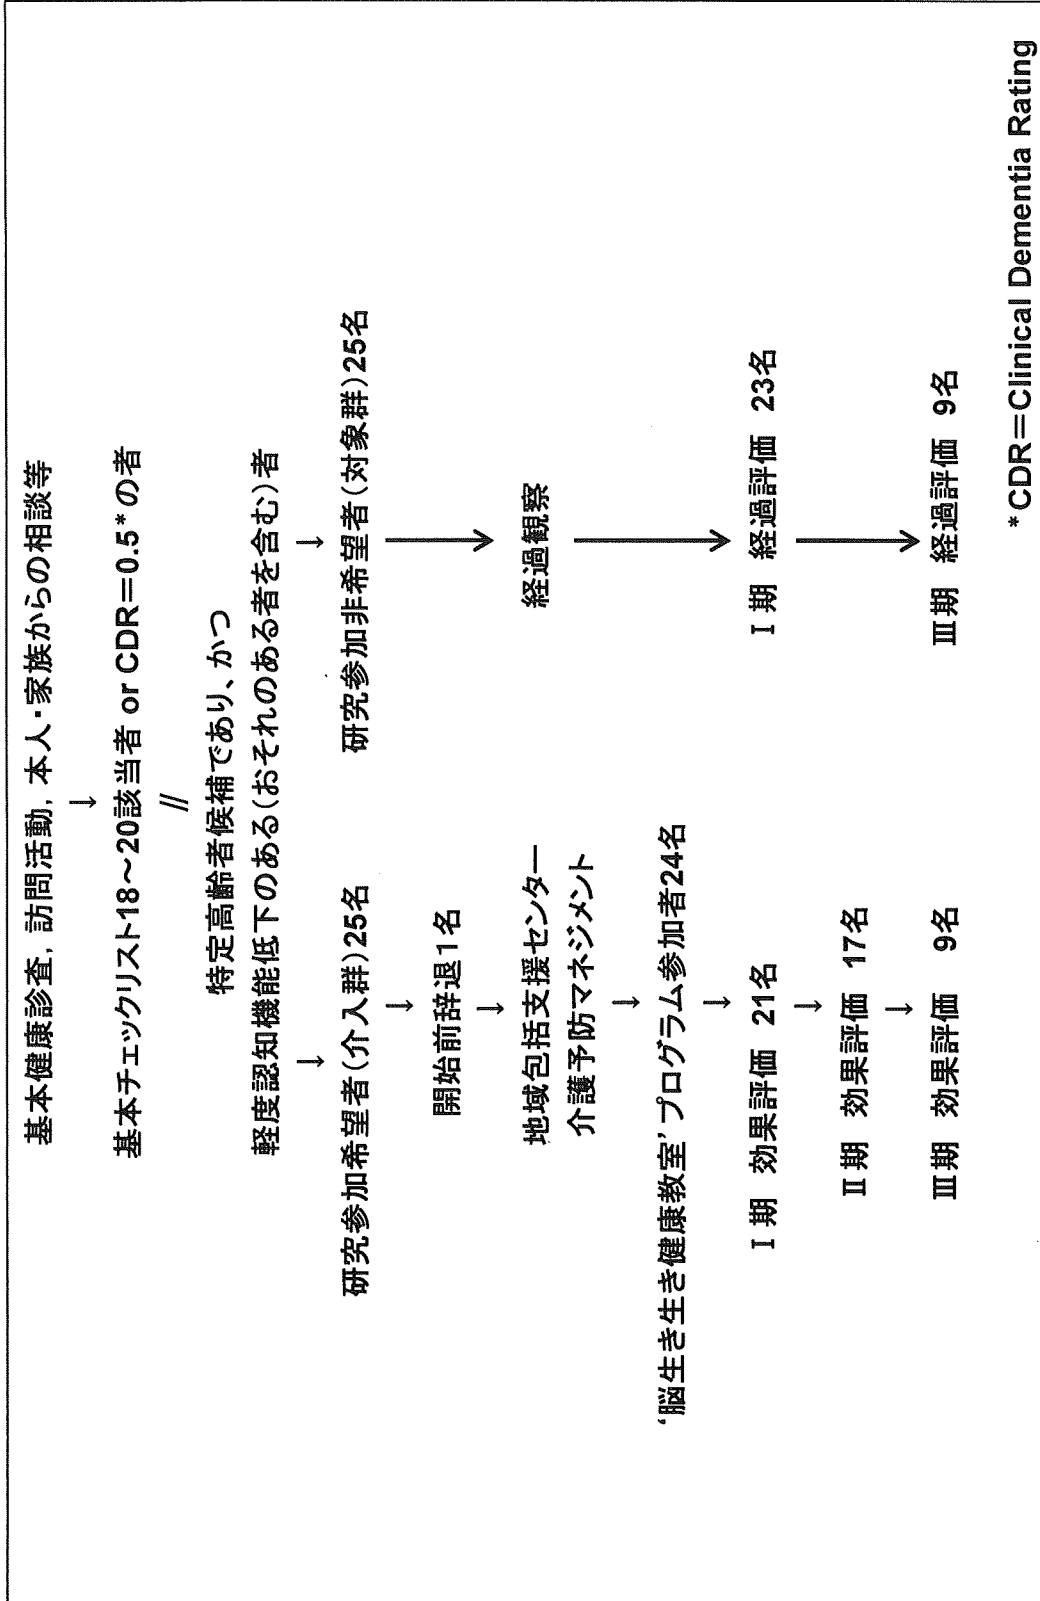 基本健康診査, 訪問活動, 本人・家族からの相談等
↓
基本チェックリスト18～20該当者 or CDR=0.5*の者
//
特定高齢者候補であり、かつ
軽度認知機能低下のある(おそれのある者を含む)者
↓
研究参加希望者(介入群)25名
↓
開始前辞退1名
↓
地域包括支援センター
介護予防マネジメント
↓
‘脳生き生き健康教室’プログラム参加者24名
↓
Ⅰ期 効果評価 21名
↓
Ⅱ期 効果評価 17名
↓
Ⅲ期 効果評価 9名
↓
研究参加非希望者(対象群)25名
↓
経過観察
↓
Ⅰ期 経過評価 23名
↓
Ⅲ期 経過評価 9名
*CDR=Clinical Dementia Rating